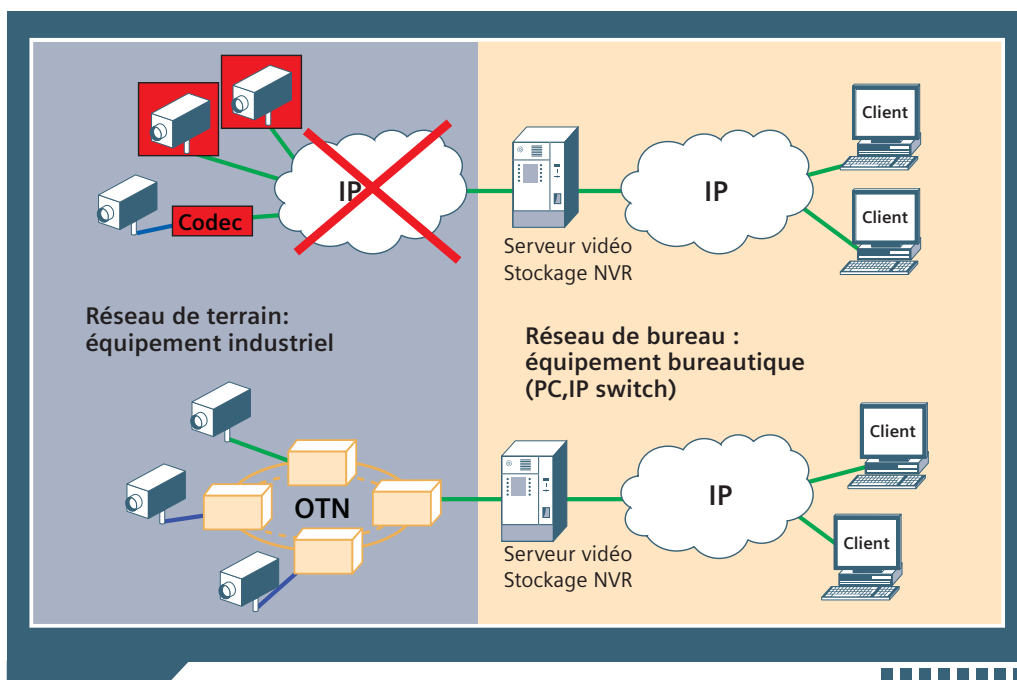 IP
Codec
Serveur vidéo
Stockage NVR
IP
Client
Client
Réseau de terrain:
équipement industriel
Réseau de bureau :
équipement bureautique
(PC,IP switch)
OTN
Serveur vidéo
Stockage NVR
IP
Client
Client